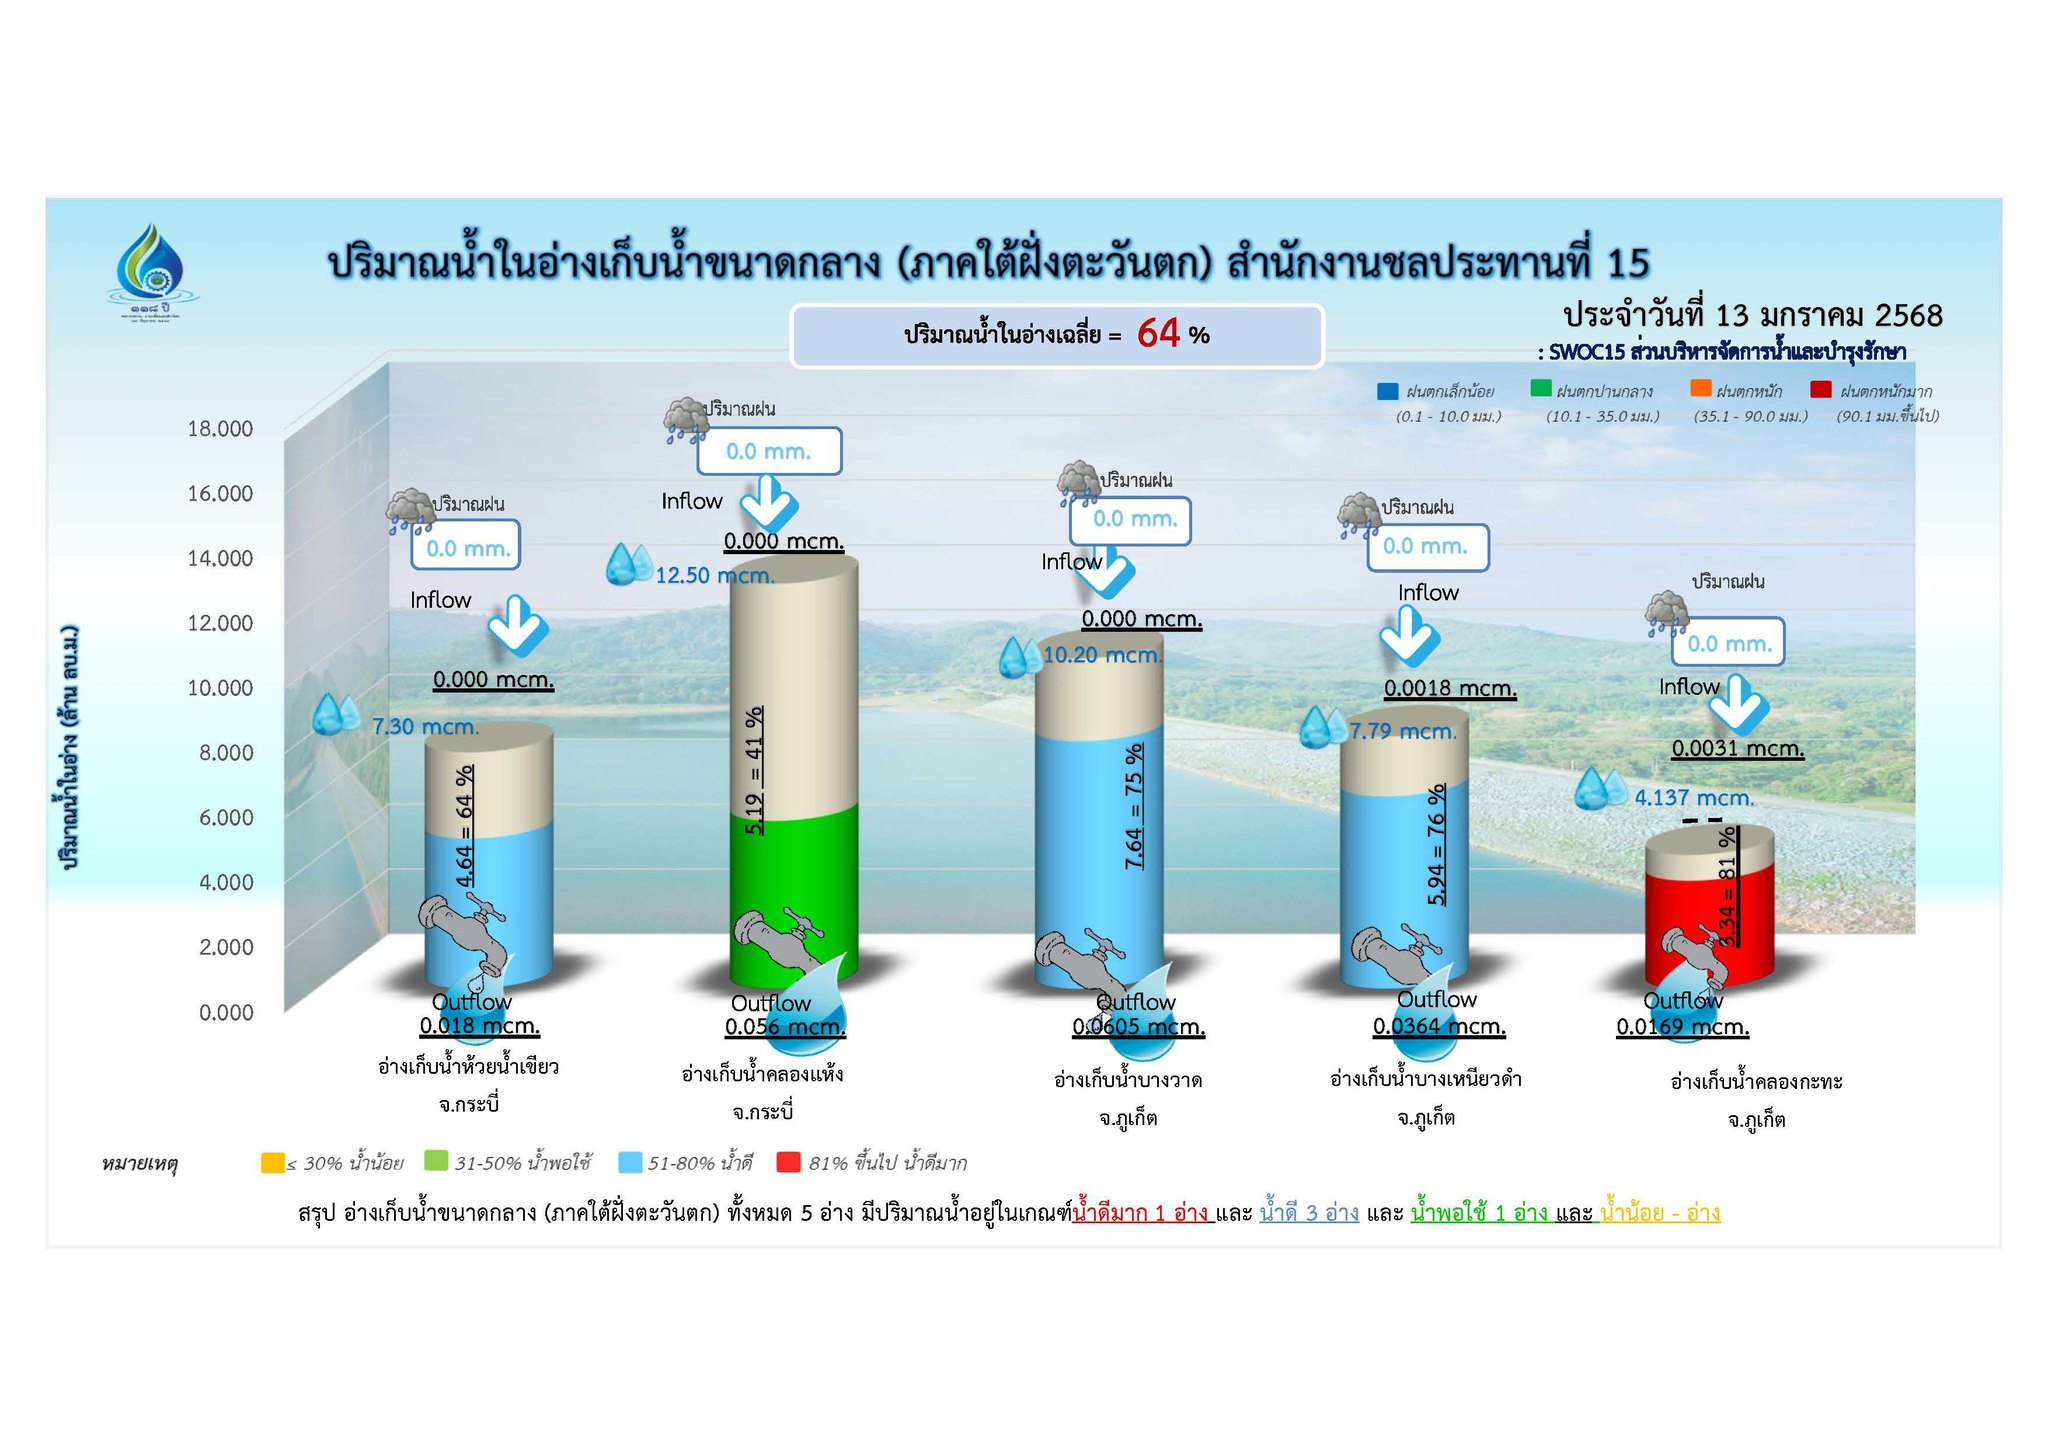 ปริมาณน้ำในอ่างเก็บน้ำขนาดกลาง (ภาคใต้ฝั่งตะวันตก) สำนักงานชลประทานที่ 15
๑๑๘ ปี
ปริมาณน้ำในอ่างเฉลี่ย = 64 %
ประจำวันที่ 13 มกราคม 2568
: SWOC15 ส่วนบริหารจัดการน้ำและบำรุงรักษา
ฝนตกเล็กน้อย ฝนตกปานกลาง ฝนตกหนัก ฝนตกหนักมาก
(0.1 - 10.0 มม.) (10.1 - 35.0 มม.) (35.1 - 90.0 มม.) (90.1 มม.ขึ้นไป)
ปริมาณน้ำในอ่าง (ล้าน ลบ.ม.)
18.000
16.000
14.000
12.000
10.000
8.000
6.000
4.000
2.000
0.000
ปริมาณฝน
0.0 mm.
Inflow
0.000 mcm.
7.30 mcm.
4.64 = 64 %
Outflow
0.018 mcm.
อ่างเก็บน้ำห้วยน้ำเขียว
จ.กระบี่
ปริมาณฝน
0.0 mm.
Inflow
0.000 mcm.
12.50 mcm.
5.19 = 41 %
Outflow
0.056 mcm.
อ่างเก็บน้ำคลองแห้ง
จ.กระบี่
ปริมาณฝน
0.0 mm.
Inflow
0.000 mcm.
10.20 mcm.
7.64 = 75 %
Outflow
0.0605 mcm.
อ่างเก็บน้ำบางวาด
จ.ภูเก็ต
ปริมาณฝน
0.0 mm.
Inflow
0.0018 mcm.
7.79 mcm.
5.94 = 76 %
Outflow
0.0364 mcm.
อ่างเก็บน้ำบางเหนียวดำ
จ.ภูเก็ต
ปริมาณฝน
0.0 mm.
Inflow
0.0031 mcm.
4.137 mcm.
3.34 = 81 %
Outflow
0.0169 mcm.
อ่างเก็บน้ำคลองกะทะ
จ.ภูเก็ต
หมายเหตุ ≤ 30% น้ำน้อย 31-50% น้ำพอใช้ 51-80% น้ำดี 81% ขึ้นไป น้ำดีมาก
สรุป อ่างเก็บน้ำขนาดกลาง (ภาคใต้ฝั่งตะวันตก) ทั้งหมด 5 อ่าง มีปริมาณน้ำอยู่ในเกณฑ์น้ำดีมาก 1 อ่าง และ น้ำดี 3 อ่าง และ น้ำพอใช้ 1 อ่าง และ น้ำน้อย - อ่าง